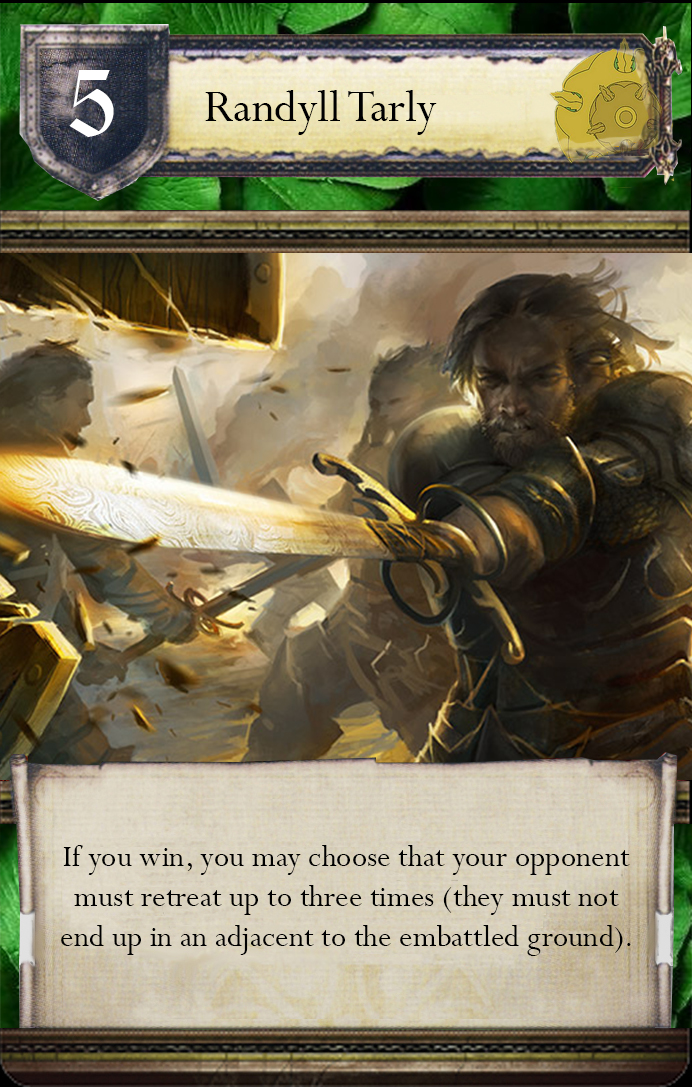 5
Randyll Tarly
If you win, you may choose that your opponent
must retreat up to three times (they must not
end up in an adjacent to the embattled ground).